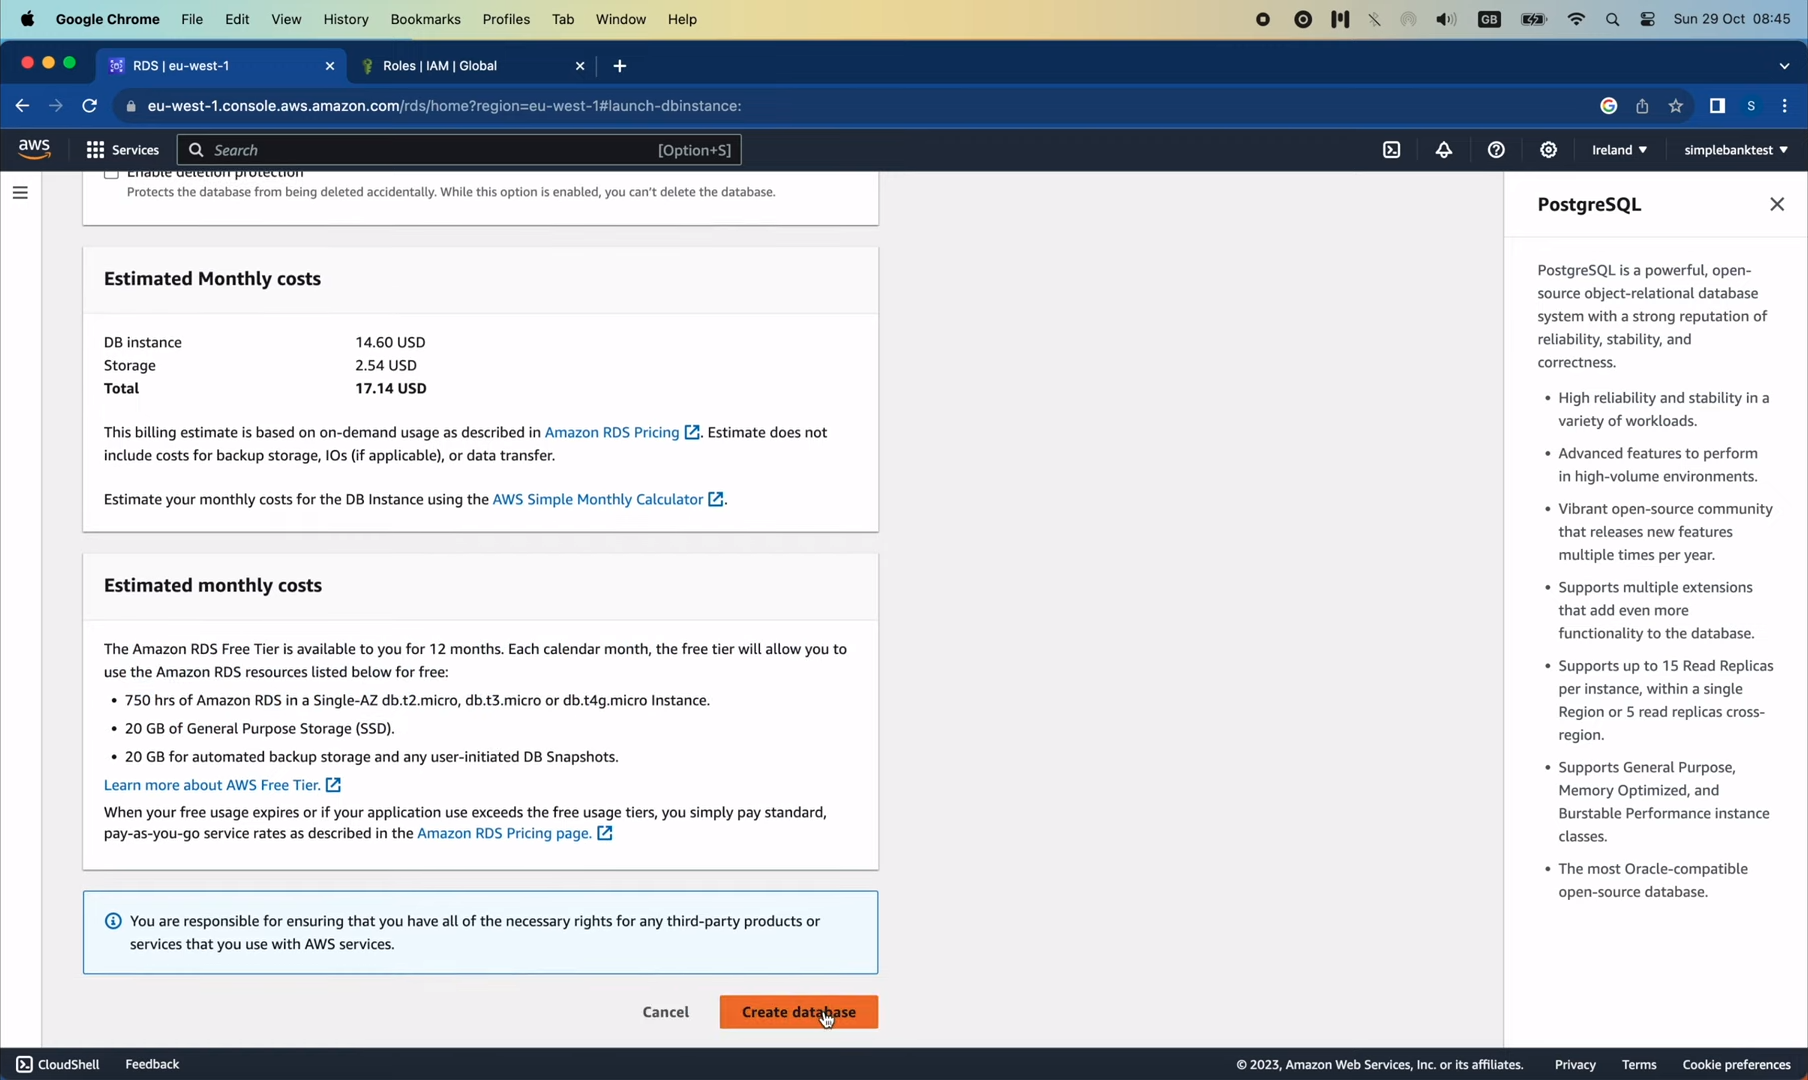 Google Chrome File Edit View History Bookmarks Profiles Tab Window Help GB Sun 29 Oct 08:45
RDS | eu-west-1 Roles | IAM | Global
eu-west-1.console.aws.amazon.com/rds/home?region=eu-west-1#launch-dbinstance: S
aws Services Search [Option+S] Ireland simplebanktest
Enable deletion protection
Protects the database from being deleted accidentally. While this option is enabled, you can't delete the database.
Estimated Monthly costs
DB instance 14.60 USD
Storage 2.54 USD
Total 17.14 USD
This billing estimate is based on on-demand usage as described in Amazon RDS Pricing. Estimate does not
include costs for backup storage, IOs (if applicable), or data transfer.
Estimate your monthly costs for the DB Instance using the AWS Simple Monthly Calculator.
Estimated monthly costs
The Amazon RDS Free Tier is available to you for 12 months. Each calendar month, the free tier will allow you to
use the Amazon RDS resources listed below for free:
• 750 hrs of Amazon RDS in a Single-AZ db.t2.micro, db.t3.micro or db.t4g.micro Instance.
• 20 GB of General Purpose Storage (SSD).
• 20 GB for automated backup storage and any user-initiated DB Snapshots.
Learn more about AWS Free Tier.
When your free usage expires or if your application use exceeds the free usage tiers, you simply pay standard,
pay-as-you-go service rates as described in the Amazon RDS Pricing page.
You are responsible for ensuring that you have all of the necessary rights for any third-party products or
services that you use with AWS services.
Cancel Create database
PostgreSQL
PostgreSQL is a powerful, open-
source object-relational database
system with a strong reputation of
reliability, stability, and
correctness.
• High reliability and stability in a
variety of workloads.
• Advanced features to perform
in high-volume environments.
• Vibrant open-source community
that releases new features
multiple times per year.
• Supports multiple extensions
that add even more
functionality to the database.
• Supports up to 15 Read Replicas
per instance, within a single
Region or 5 read replicas cross-
region.
• Supports General Purpose,
Memory Optimized, and
Burstable Performance instance
classes.
• The most Oracle-compatible
open-source database.
CloudShell Feedback © 2023, Amazon Web Services, Inc. or its affiliates. Privacy Terms Cookie preferences